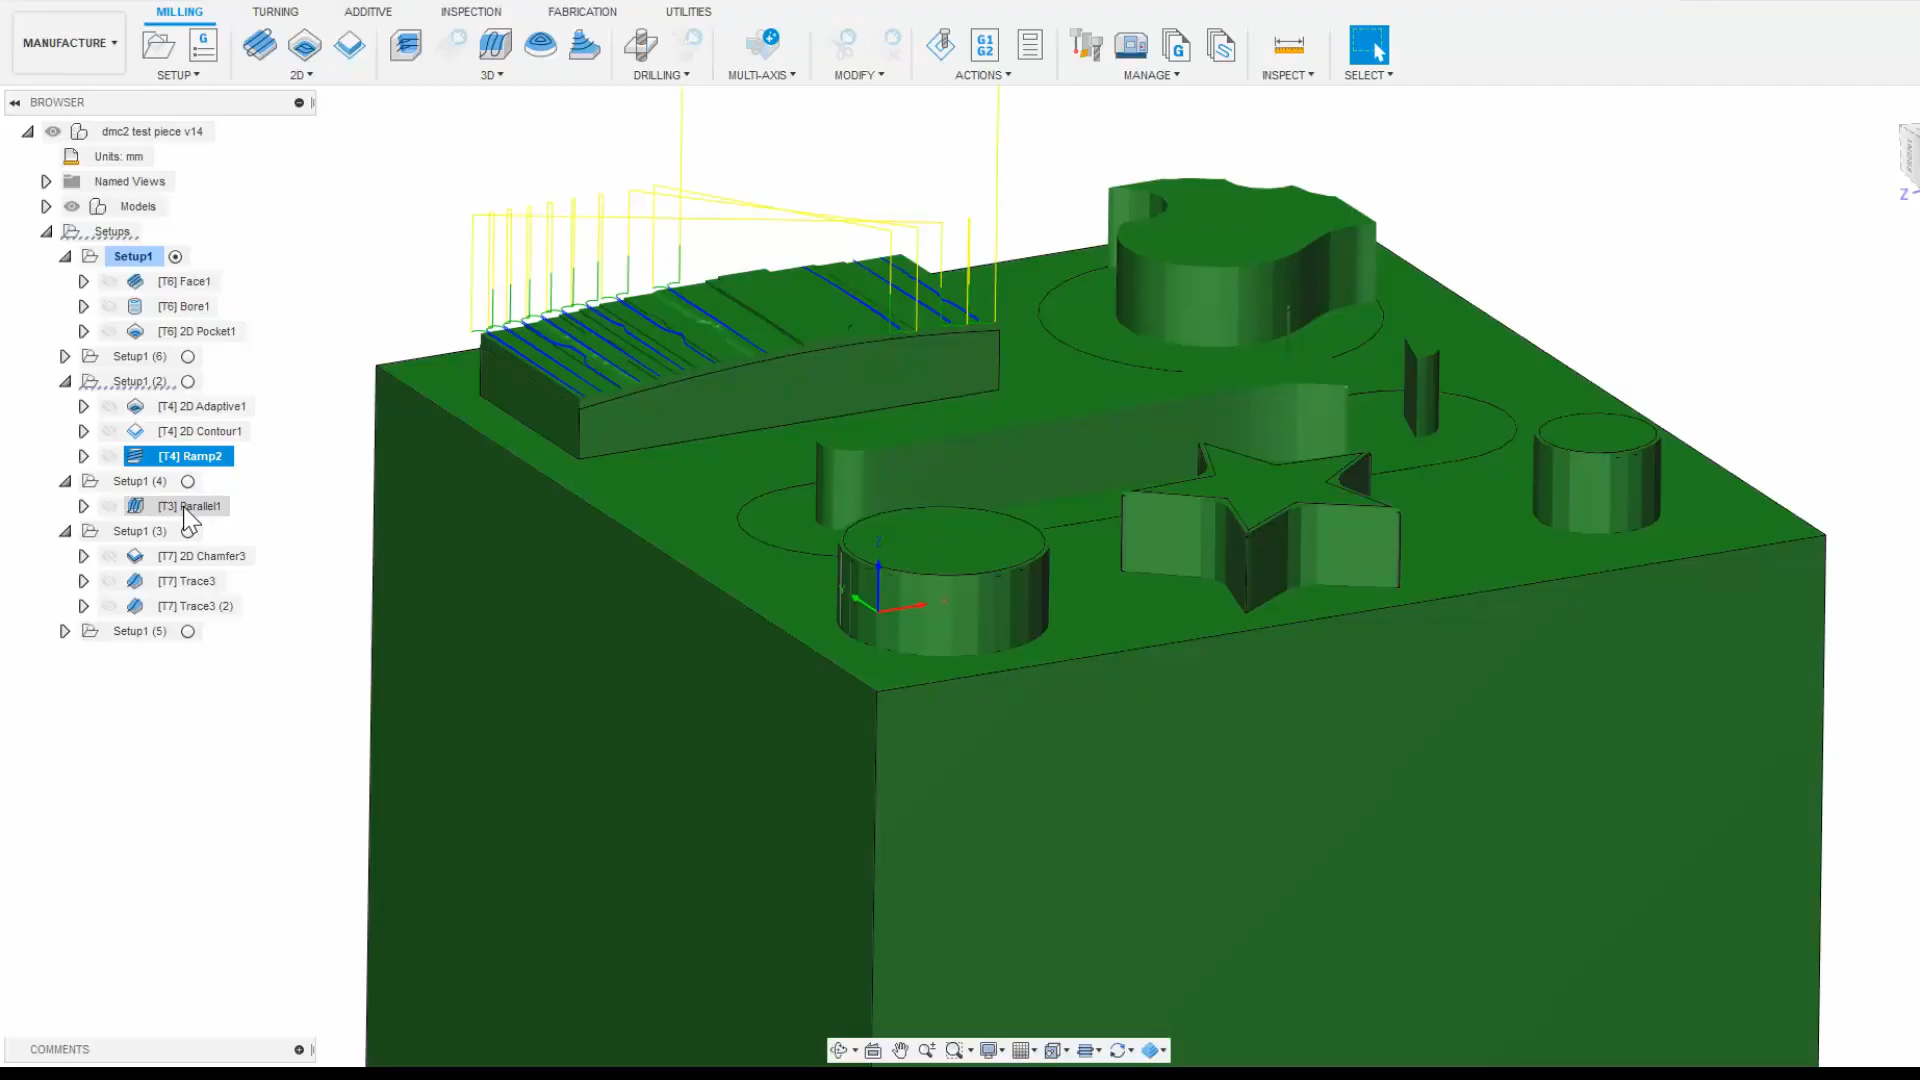 MILLING TURNING ADDITIVE INSPECTION FABRICATION UTILITIES
MANUFACTURE
G
G1
G2
G
SETUP 2D 3D DRILLING MULTI-AXIS MODIFY ACTIONS MANAGE INSPECT SELECT
BROWSER
dmc2 test piece v14
Units: mm
Named Views
Models
Setups
Setup1
[T6] Face1
[T6] Bore1
[T6] 2D Pocket1
Setup1 (6)
Setup1 (2)
[T4] 2D Adaptive1
[T4] 2D Contour1
[T4] Ramp2
Setup1 (4)
[T3] Parallel1
Setup1 (3)
[T7] 2D Chamfer3
[T7] Trace3
[T7] Trace3 (2)
Setup1 (5)
Z
COMMENTS